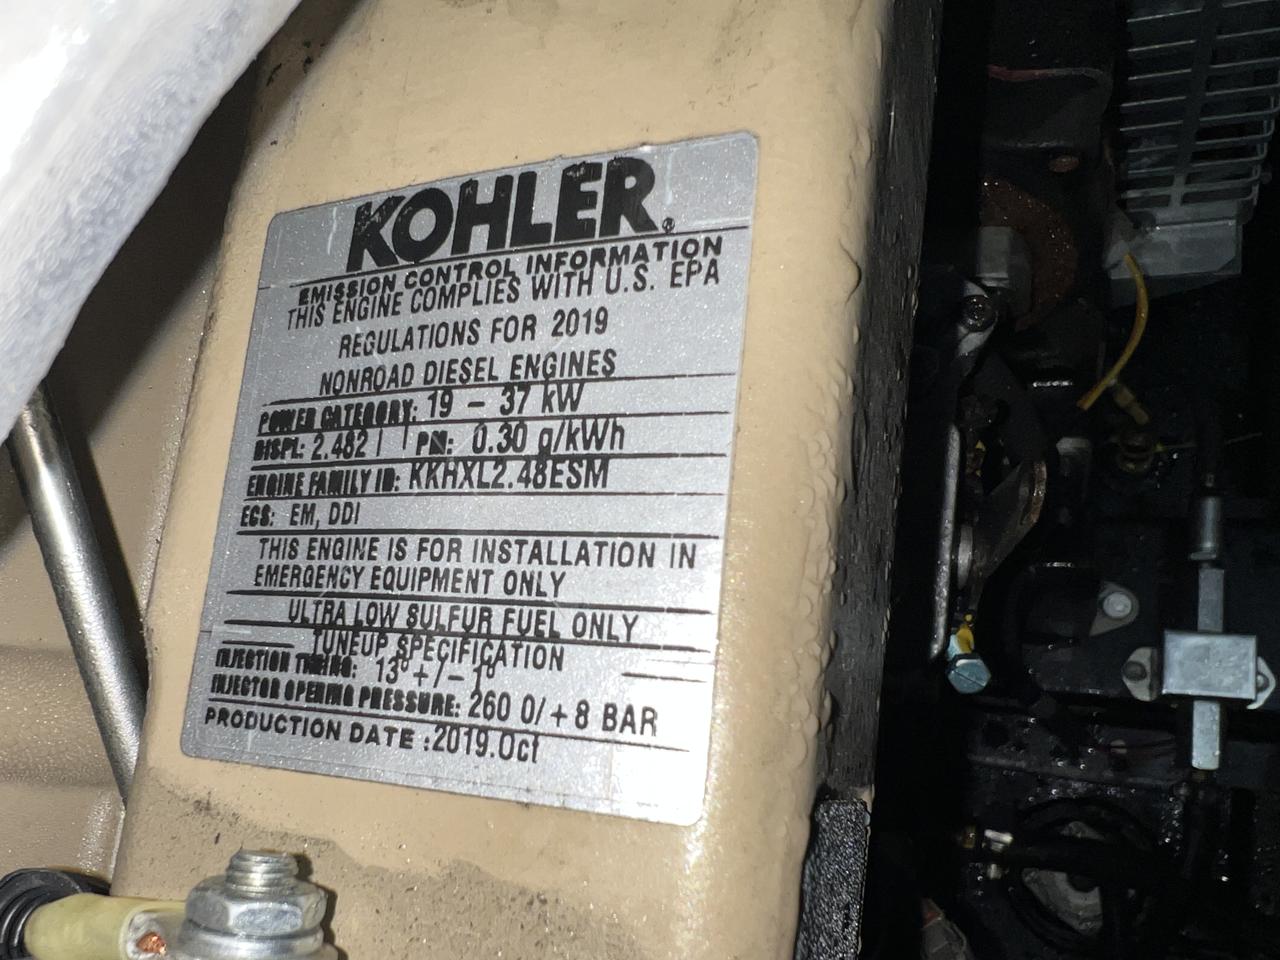 KOHLER®
EMISSION CONTROL INFORMATION
THIS ENGINE COMPLIES WITH U.S. EPA
REGULATIONS FOR 2019
NONROAD DIESEL ENGINES
POWER CATEGORY: 19 - 37 kW
DISPL: 2.482 l PM: 0.30 g/kWh
ENGINE FAMILY ID: KKHXL2.48ESM
ECS: EM, DDI
THIS ENGINE IS FOR INSTALLATION IN
EMERGENCY EQUIPMENT ONLY
ULTRA LOW SULFUR FUEL ONLY
TUNEUP SPECIFICATION
INJECTION TIMING: 13° +/- 1°
INJECTOR OPENING PRESSURE: 260 0/+8 BAR
PRODUCTION DATE :2019.Oct